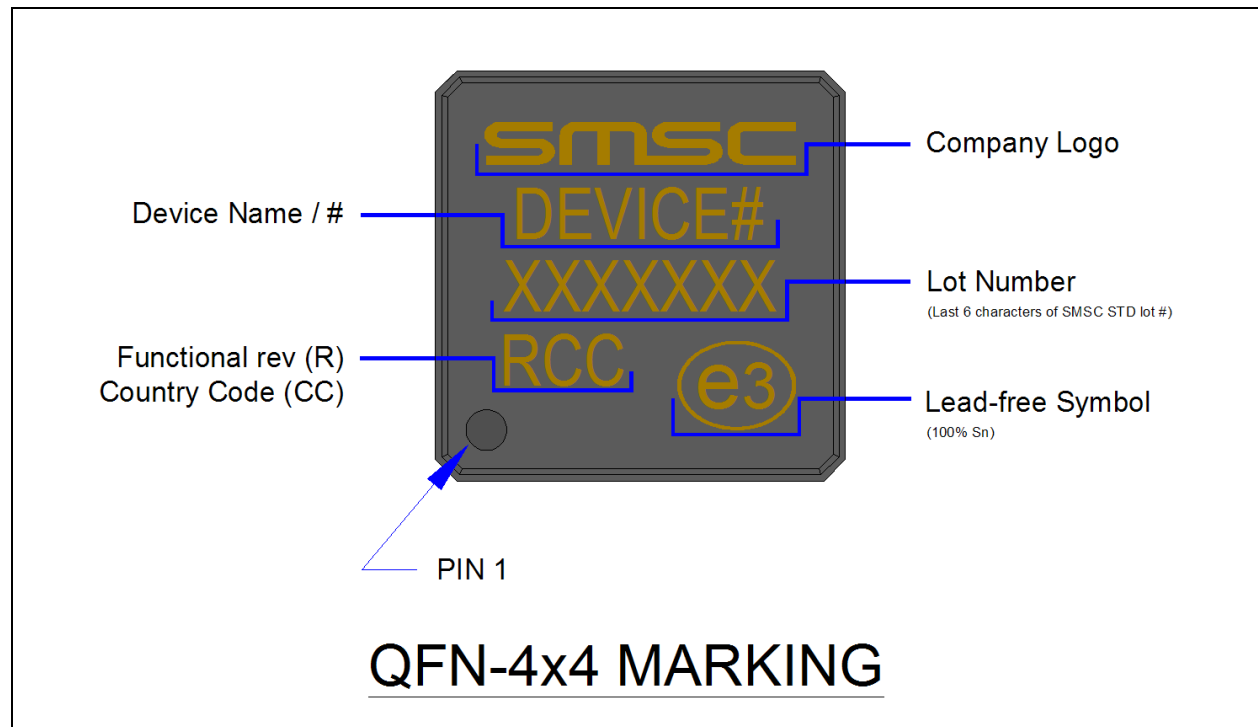 smsc
Company Logo
Device Name / #
DEVICE#
XXXXXXX
Lot Number
(Last 6 characters of SMSC STD lot #)
Functional rev (R)
Country Code (CC)
RCC
e3
Lead-free Symbol
(100% Sn)
PIN 1
QFN-4x4 MARKING